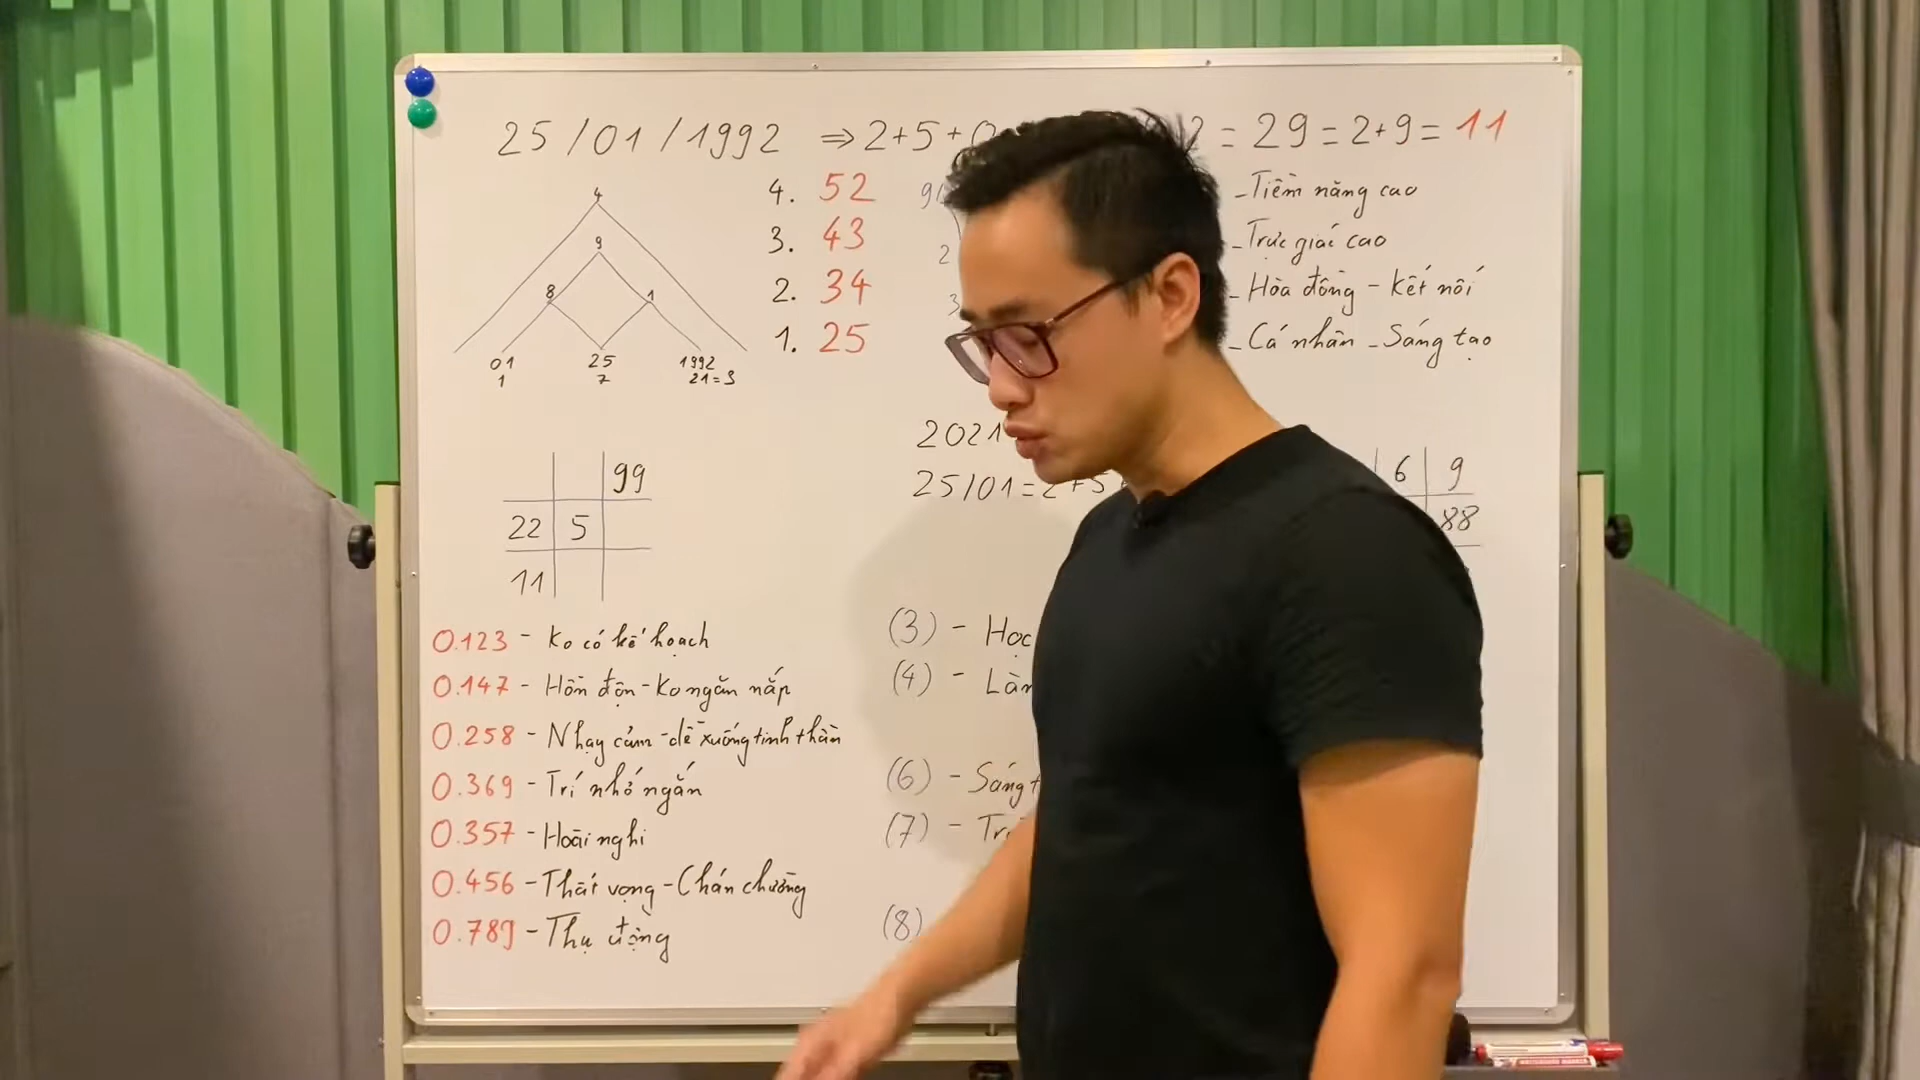 25/01/1992 ⇒ 2+5+0 2 = 29 = 2+9 = 11
4
9
8 1
01 25 1992
1 7 21=3
4. 52
3. 43
2. 34
1. 25
- Tiềm năng cao
- Trực giác cao
- Hòa đồng - kết nối
- Cá nhân - Sáng tạo
99
22 5
11
2021
25/01=2+5
6 9
88
0.123 - Ko có kế hoạch
0.147 - Hỗn độn - Ko ngăn nắp
0.258 - Nhạy cảm - dễ xuống tinh thần
0.369 - Trí nhớ ngắn
0.357 - Hoài nghi
0.456 - Thất vọng - Chán chường
0.789 - Thụ động
(3) - Học
(4) -
(6) - Sáng
(7) -
(8)